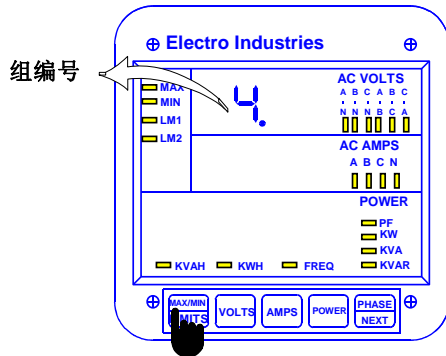 Electro Industries
组编号
4.
MAX
MIN
LM1
LM2
AC VOLTS
A B C A B C
N N N B C A
AC AMPS
A B C N
POWER
PF
KW
KVA
KVAR
KVAH KWH FREQ
MAX/MIN
LIMITS
VOLTS
AMPS
POWER
PHASE
NEXT